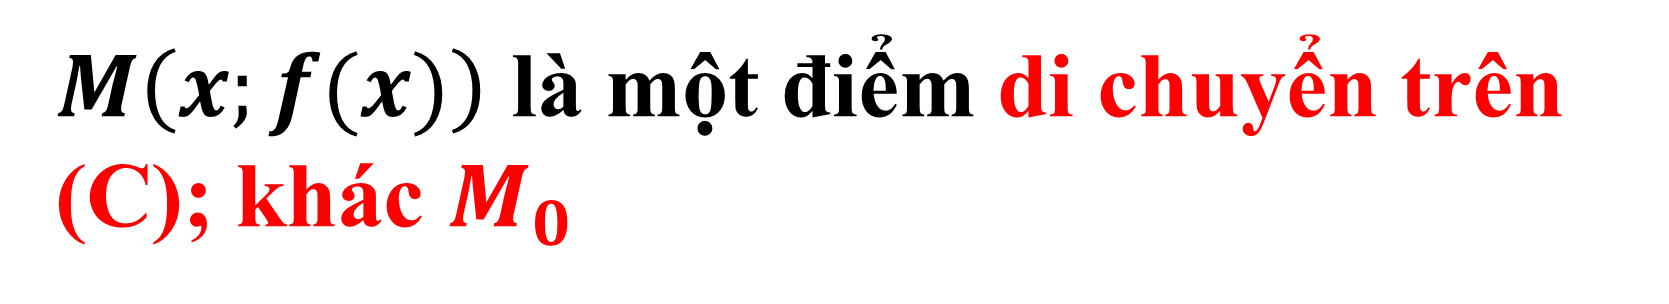 M(x; f(x)) là một điểm di chuyển trên
(C); khác M₀